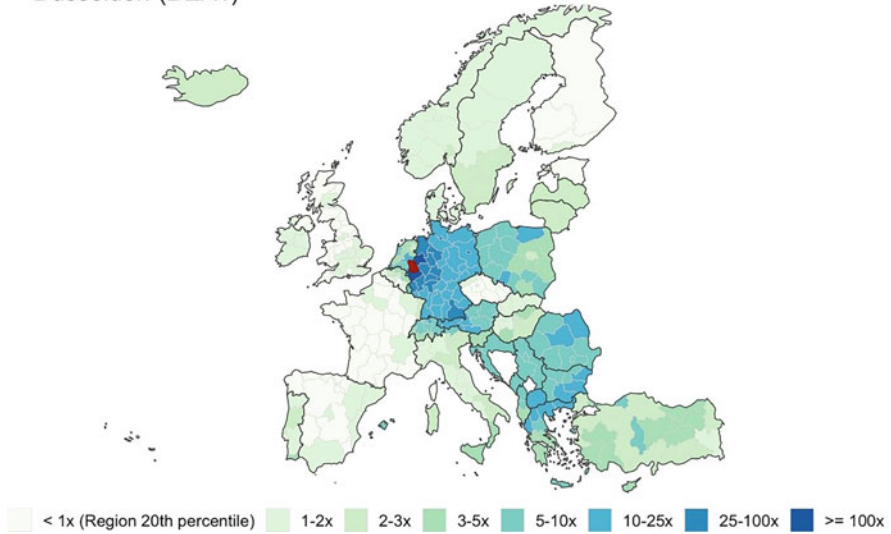 < 1x (Region 20th percentile) 1-2x 2-3x 3-5x 5-10x 10-25x 25-100x >= 100x